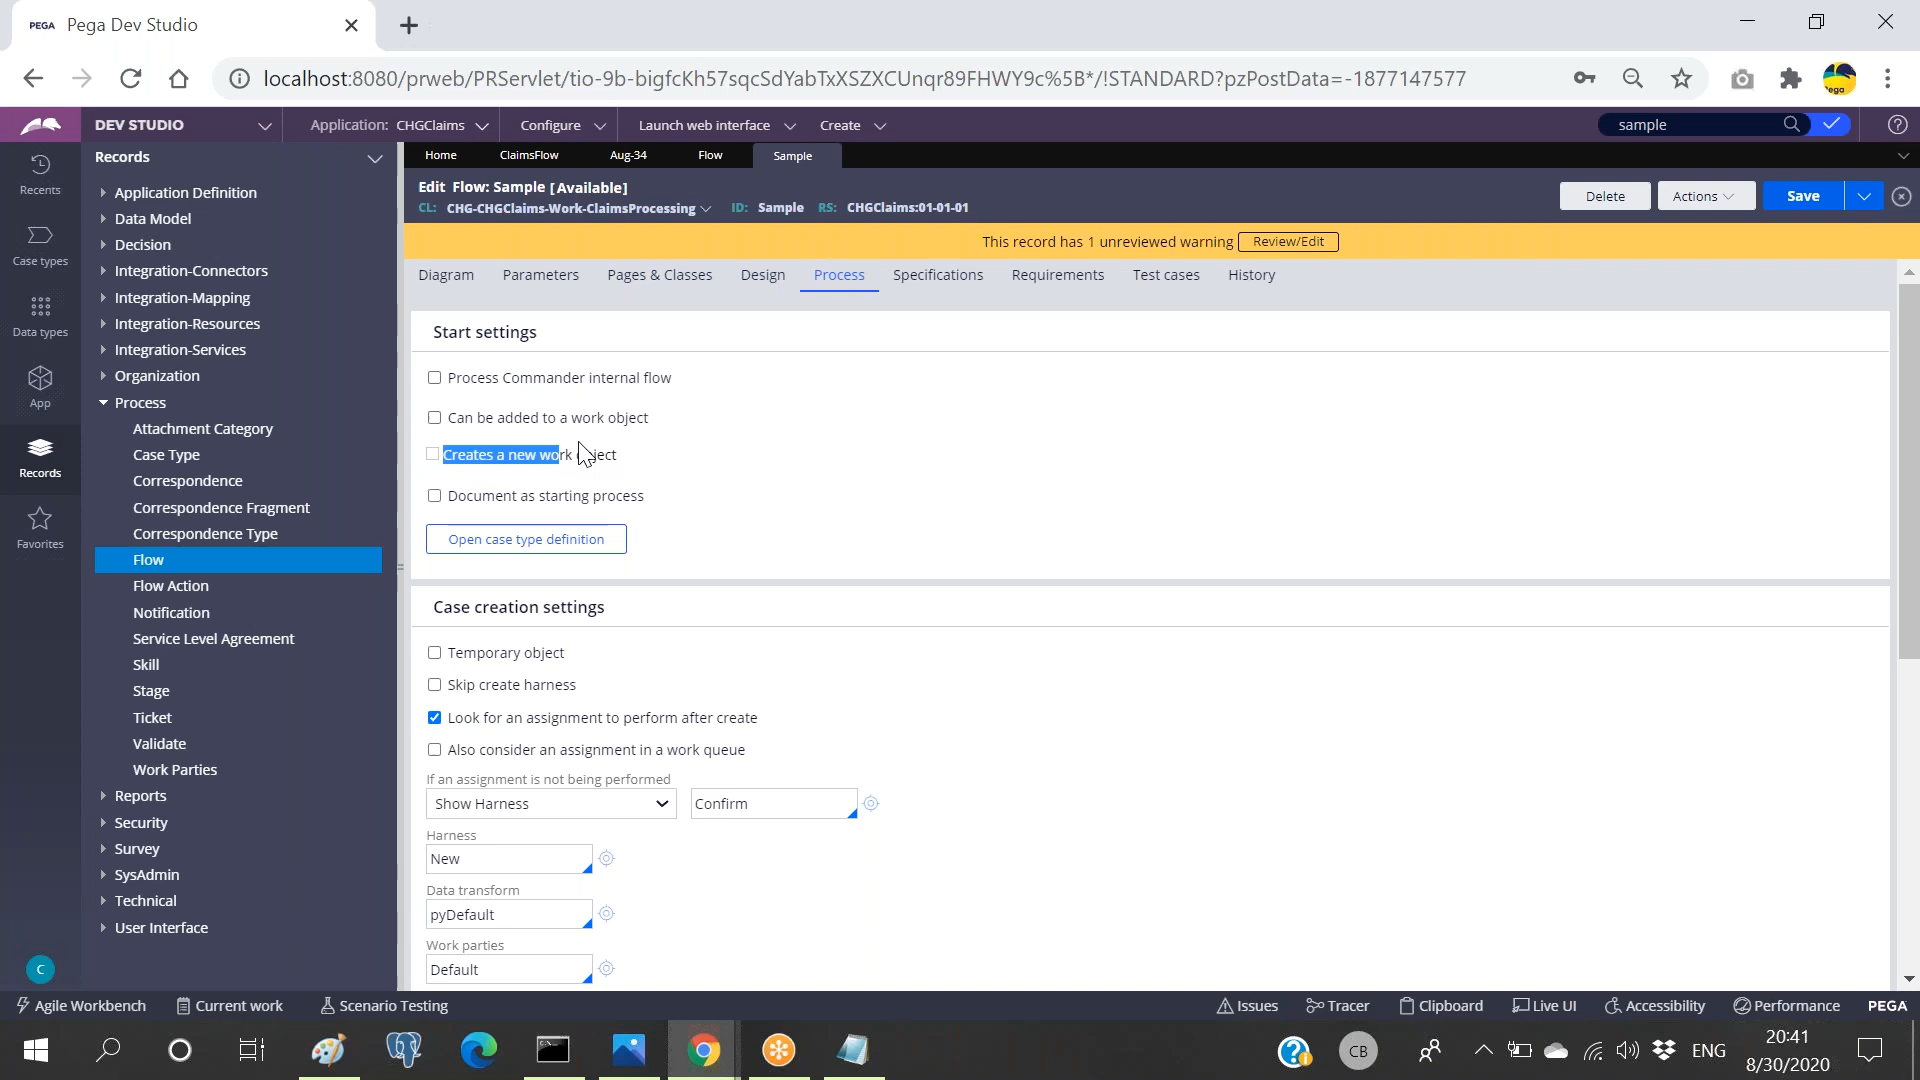 PEGA Pega Dev Studio
localhost:8080/prweb/PRServlet/tio-9b-bigfcKh57sqcSdYabTxXSZXCUnqr89FHWY9c%5B*/!STANDARD?pzPostData=-1877147577
DEV STUDIO Application: CHGClaims Configure Launch web interface Create sample
Recents
Case types
Data types
App
Records
Favorites
C
Records
Application Definition
Data Model
Decision
Integration-Connectors
Integration-Mapping
Integration-Resources
Integration-Services
Organization
Process
Attachment Category
Case Type
Correspondence
Correspondence Fragment
Correspondence Type
Flow
Flow Action
Notification
Service Level Agreement
Skill
Stage
Ticket
Validate
Work Parties
Reports
Security
Survey
SysAdmin
Technical
User Interface
Home ClaimsFlow Aug-34 Flow Sample
Edit Flow: Sample [Available]
CL: CHG-CHGClaims-Work-ClaimsProcessing ID: Sample RS: CHGClaims:01-01-01
Delete Actions Save
This record has 1 unreviewed warning Review/Edit
Diagram Parameters Pages & Classes Design Process Specifications Requirements Test cases History
Start settings
Process Commander internal flow
Can be added to a work object
Creates a new work ject
Document as starting process
Open case type definition
Case creation settings
Temporary object
Skip create harness
Look for an assignment to perform after create
Also consider an assignment in a work queue
If an assignment is not being performed
Show Harness Confirm
Harness
New
Data transform
pyDefault
Work parties
Default
Agile Workbench Current work Scenario Testing Issues Tracer Clipboard Live UI Accessibility Performance PEGA
CB ENG 20:41
8/30/2020